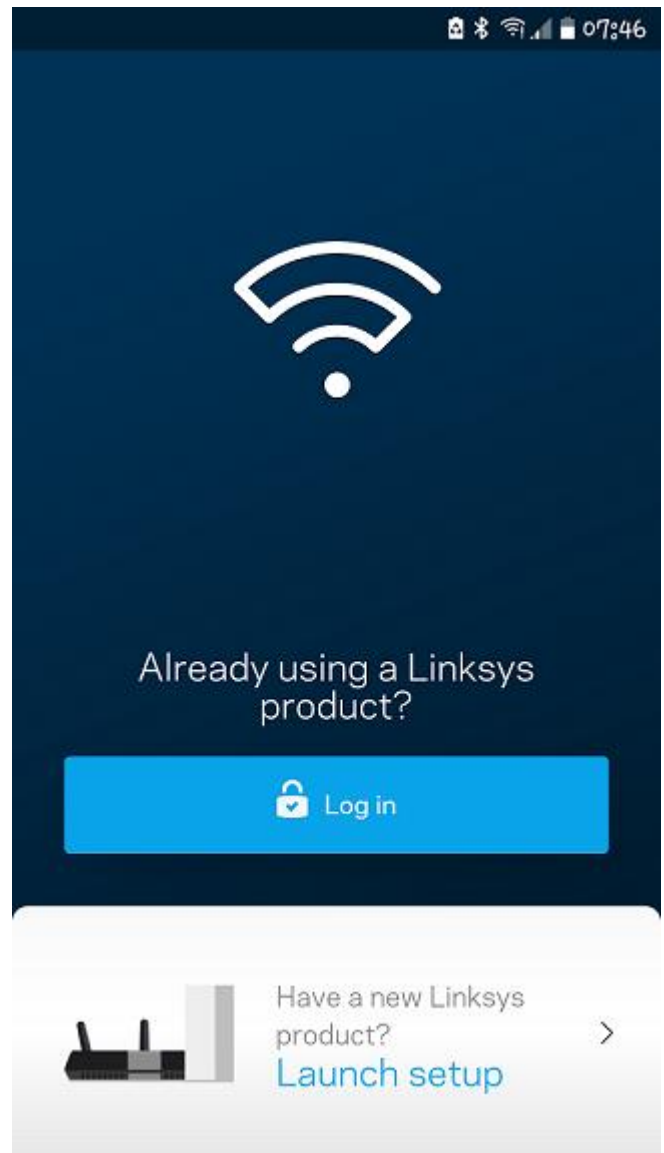 07:46
Already using a Linksys
product?
Log in
Have a new Linksys
product?
Launch setup